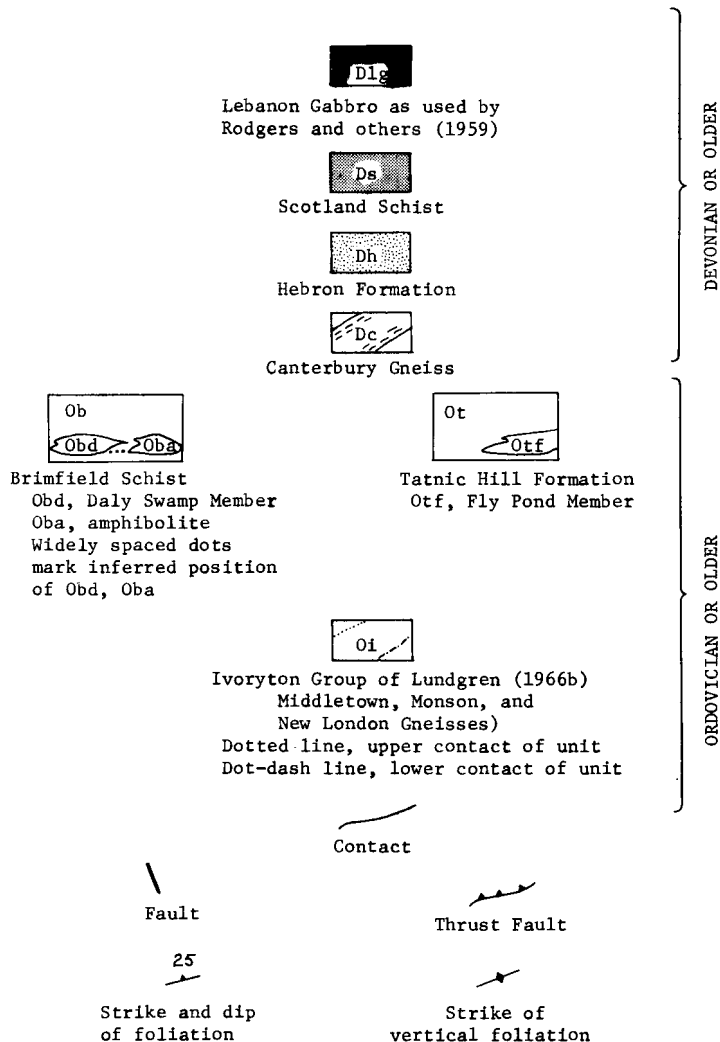 Dlg
Lebanon Gabbro as used by
Rodgers and others (1959)
Ds
Scotland Schist
Dh
Hebron Formation
Dc
Canterbury Gneiss
DEVONIAN OR OLDER
Ob
Obd
Oba
Brimfield Schist
Obd, Daly Swamp Member
Oba, amphibolite
Widely spaced dots
mark inferred position
of Obd, Oba
Ot
Otf
Tatnic Hill Formation
Otf, Fly Pond Member
Oi
Ivoryton Group of Lundgren (1966b)
Middletown, Monson, and
New London Gneisses)
Dotted line, upper contact of unit
Dot-dash line, lower contact of unit
ORDOVICIAN OR OLDER
Contact
Fault
Thrust Fault
25
Strike and dip
of foliation
Strike of
vertical foliation